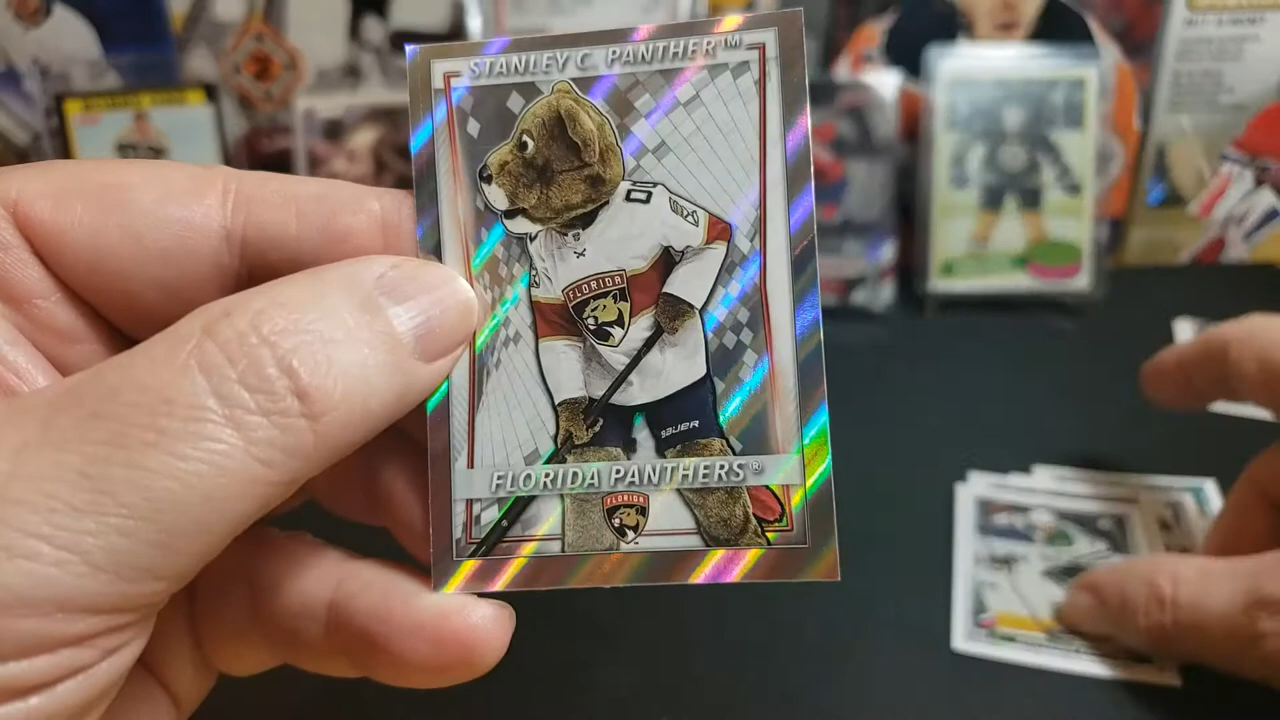 STANLEY C. PANTHER™
00
FLORIDA
BAUER
FLORIDA PANTHERS®
FLORIDA